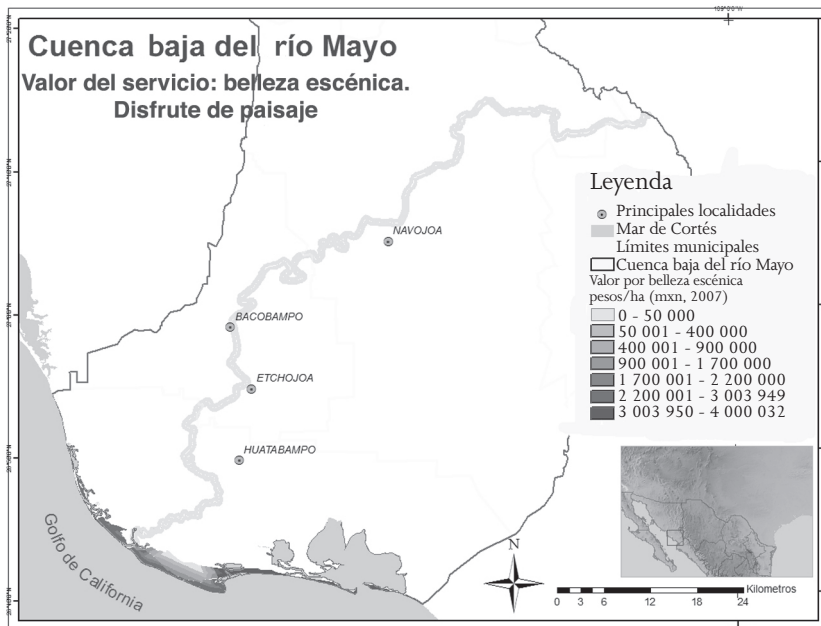 Cuenca baja del río Mayo
Valor del servicio: belleza escénica.
Disfrute de paisaje
NAVOJOA
BACOBAMPO
ETCHOJOA
HUATABAMPO
Golfo de California
Leyenda
Principales localidades
Mar de Cortés
Límites municipales
Cuenca baja del río Mayo
Valor por belleza escénica
pesos/ha (mxn, 2007)
0 - 50 000
50 001 - 400 000
400 001 - 900 000
900 001 - 1 700 000
1 700 001 - 2 200 000
2 200 001 - 3 003 949
3 003 950 - 4 000 032
N
Kilometros
0 3 6 12 18 24